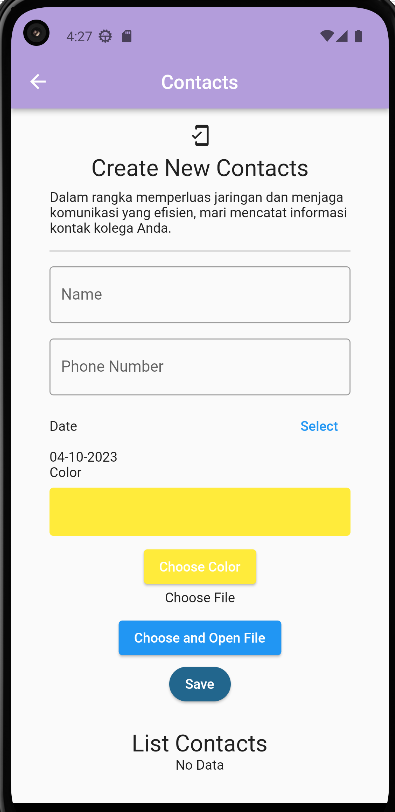 4:27
Contacts
Create New Contacts
Dalam rangka memperluas jaringan dan menjaga
komunikasi yang efisien, mari mencatat informasi
kontak kolega Anda.
Name
Phone Number
Date Select
04-10-2023
Color
Choose Color
Choose File
Choose and Open File
Save
List Contacts
No Data